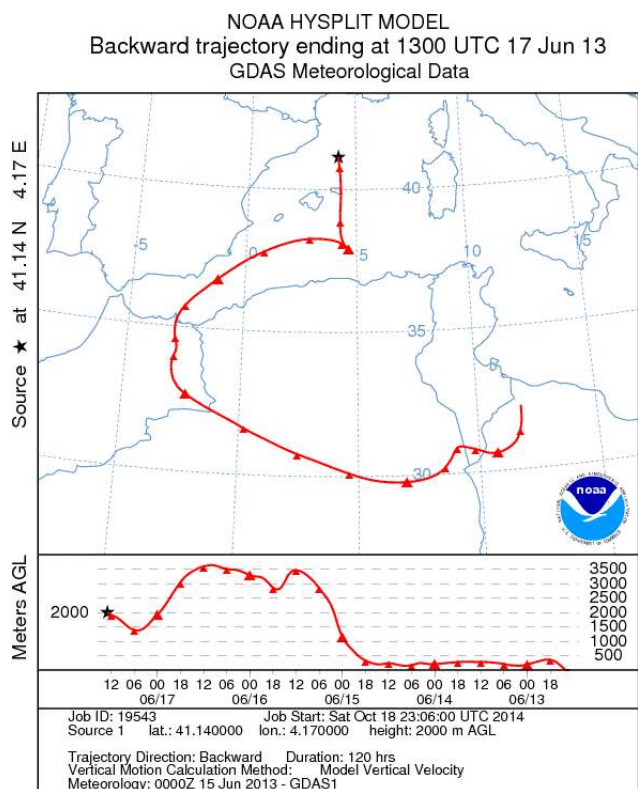 NOAA HYSPLIT MODEL
Backward trajectory ending at 1300 UTC 17 Jun 13
GDAS Meteorological Data
Source ★ at 41.14 N 4.17 E
40
-5 0 5 10 15
35
30
noaa
Meters AGL
2000
3500
3000
2500
2000
1500
1000
500
12 06 00 18 12 06 00 18 12 06 00 18 12 06 00 18 12 06 00 18
06/17 06/16 06/15 06/14 06/13
Job ID: 19543 Job Start: Sat Oct 18 23:06:00 UTC 2014
Source 1 lat.: 41.140000 lon.: 4.170000 height: 2000 m AGL
Trajectory Direction: Backward Duration: 120 hrs
Vertical Motion Calculation Method: Model Vertical Velocity
Meteorology: 0000Z 15 Jun 2013 - GDAS1